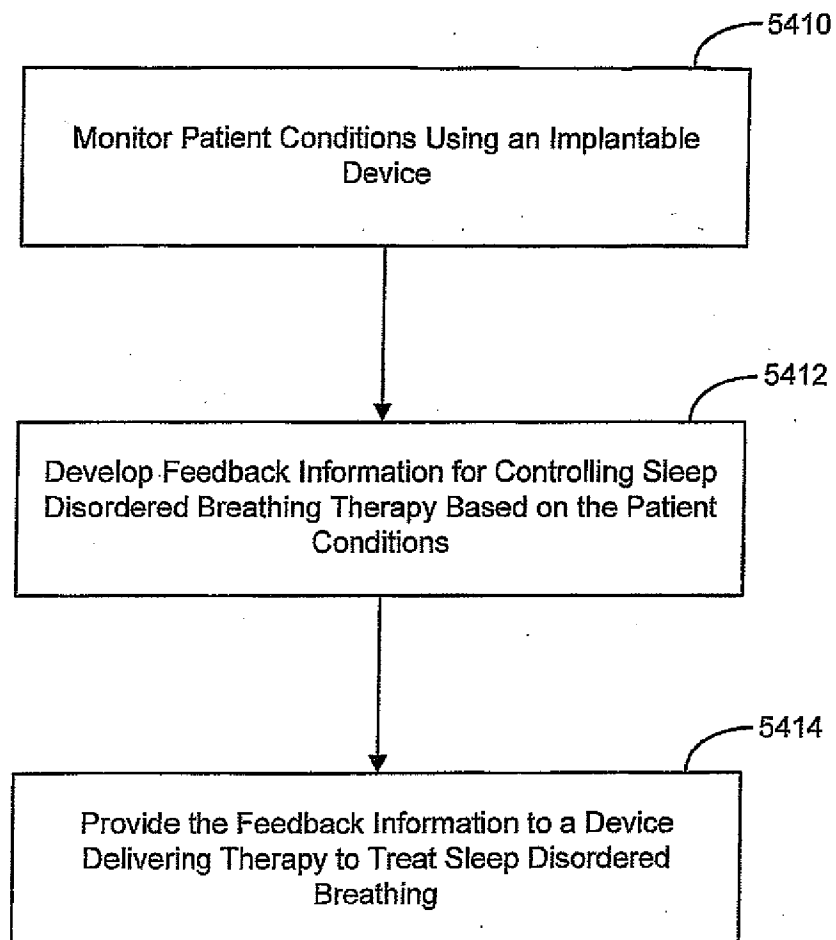 5410
Monitor Patient Conditions Using an Implantable
Device
5412
Develop Feedback Information for Controlling Sleep
Disordered Breathing Therapy Based on the Patient
Conditions
5414
Provide the Feedback Information to a Device
Delivering Therapy to Treat Sleep Disordered
Breathing